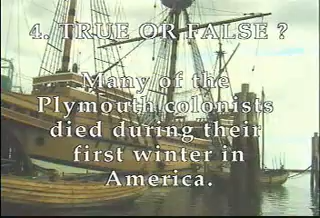 4. TRUE OR FALSE ?
Many of the
Plymouth colonists
died during their
first winter in
America.